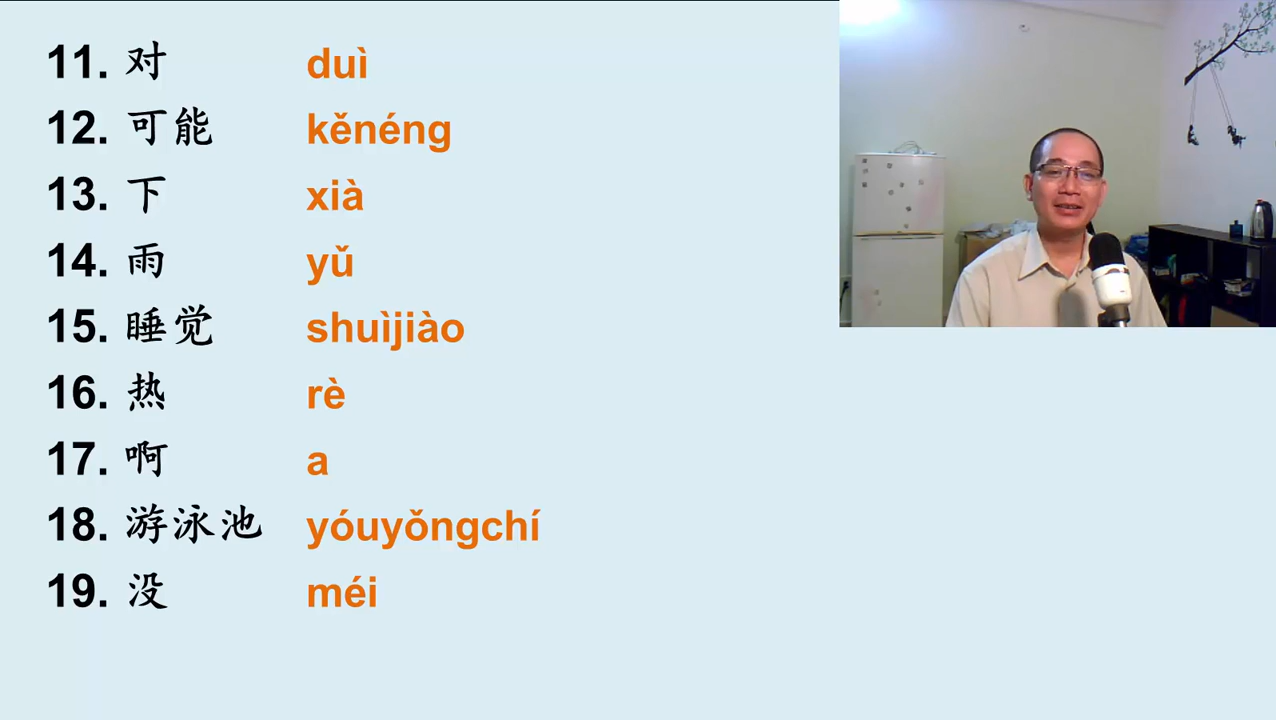 11. 对 duì
12. 可能 kěnéng
13. 下 xià
14. 雨 yǔ
15. 睡觉 shuìjiào
16. 热 rè
17. 啊 a
18. 游泳池 yóuyǒngchí
19. 没 méi